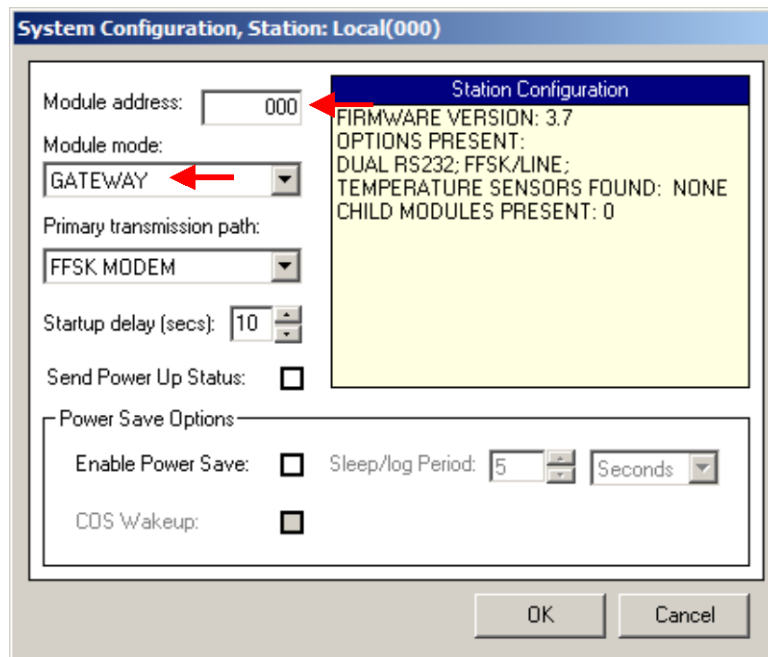 System Configuration, Station: Local(000)
Module address: 000
Module mode:
GATEWAY
Primary transmission path:
FFSK MODEM
Startup delay (secs): 10
Send Power Up Status:
Station Configuration
FIRMWARE VERSION: 3.7
OPTIONS PRESENT:
DUAL RS232; FFSK/LINE;
TEMPERATURE SENSORS FOUND: NONE
CHILD MODULES PRESENT: 0
Power Save Options
Enable Power Save:
Sleep/log Period: 5 Seconds
COS Wakeup:
OK
Cancel